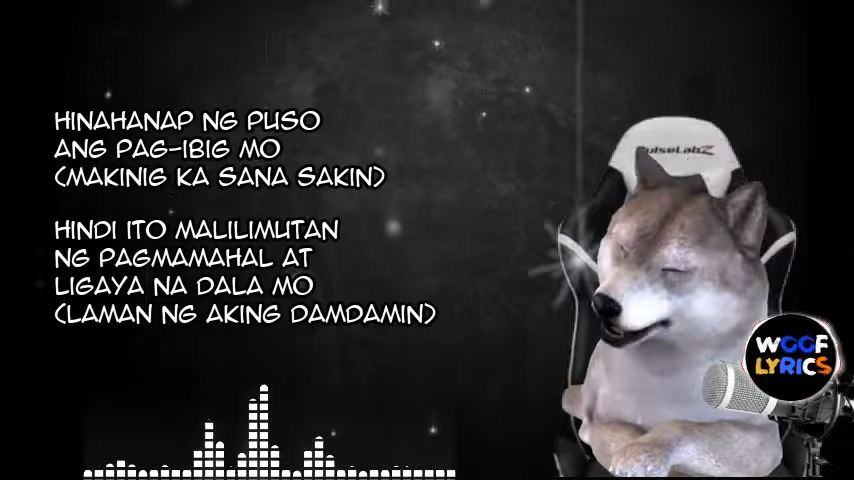 HINAHANAP NG PUSO
ANG PAG-IBIG MO
(MAKINIG KA SANA SAKIN)
HINDI ITO MALILIMUTAN
NG PAGMAMAHAL AT
LIGAYA NA DALA MO
(LAMAN NG AKING DAMDAMIN)
WOOF
LYRICS